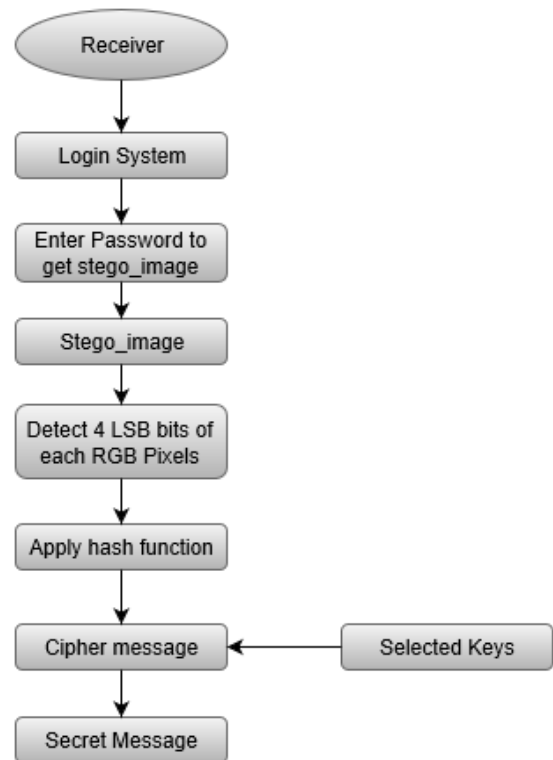 Receiver
Login System
Enter Password to
get stego_image
Stego_image
Detect 4 LSB bits of
each RGB Pixels
Apply hash function
Cipher message
Selected Keys
Secret Message